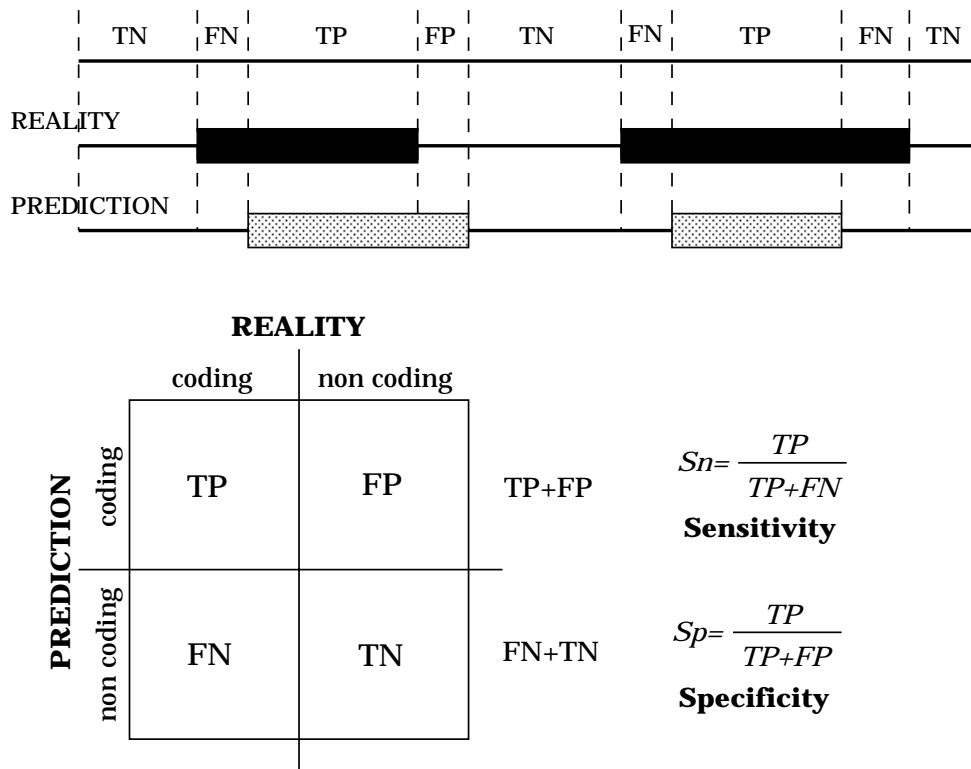 TN FN TP FP TN FN TP FN TN
REALITY
PREDICTION
REALITY
coding non coding
PREDICTION
coding
non coding
TP FP TP+FP
FN TN FN+TN
Sn= TP
TP+FN
Sensitivity
Sp= TP
TP+FP
Specificity